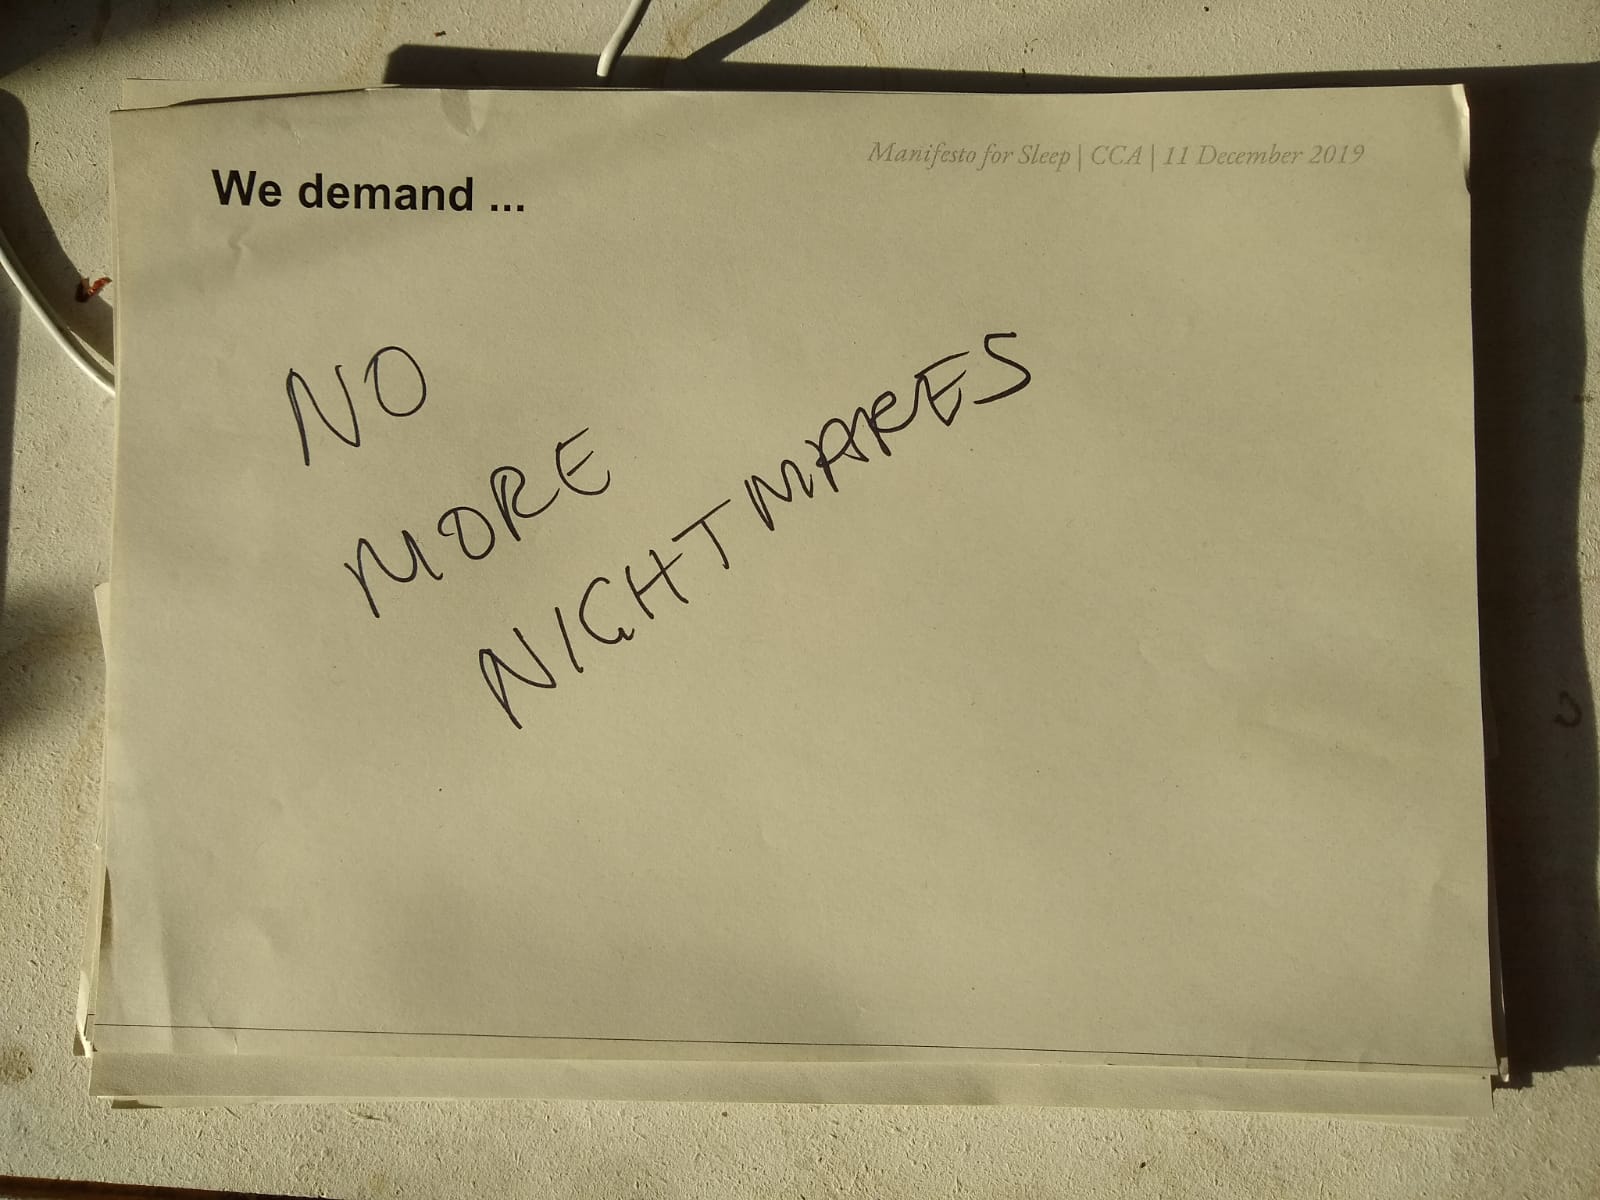 Manifesto for Sleep | CCA | 11 December 2019
We demand ...
NO
MORE
NIGHTMARES